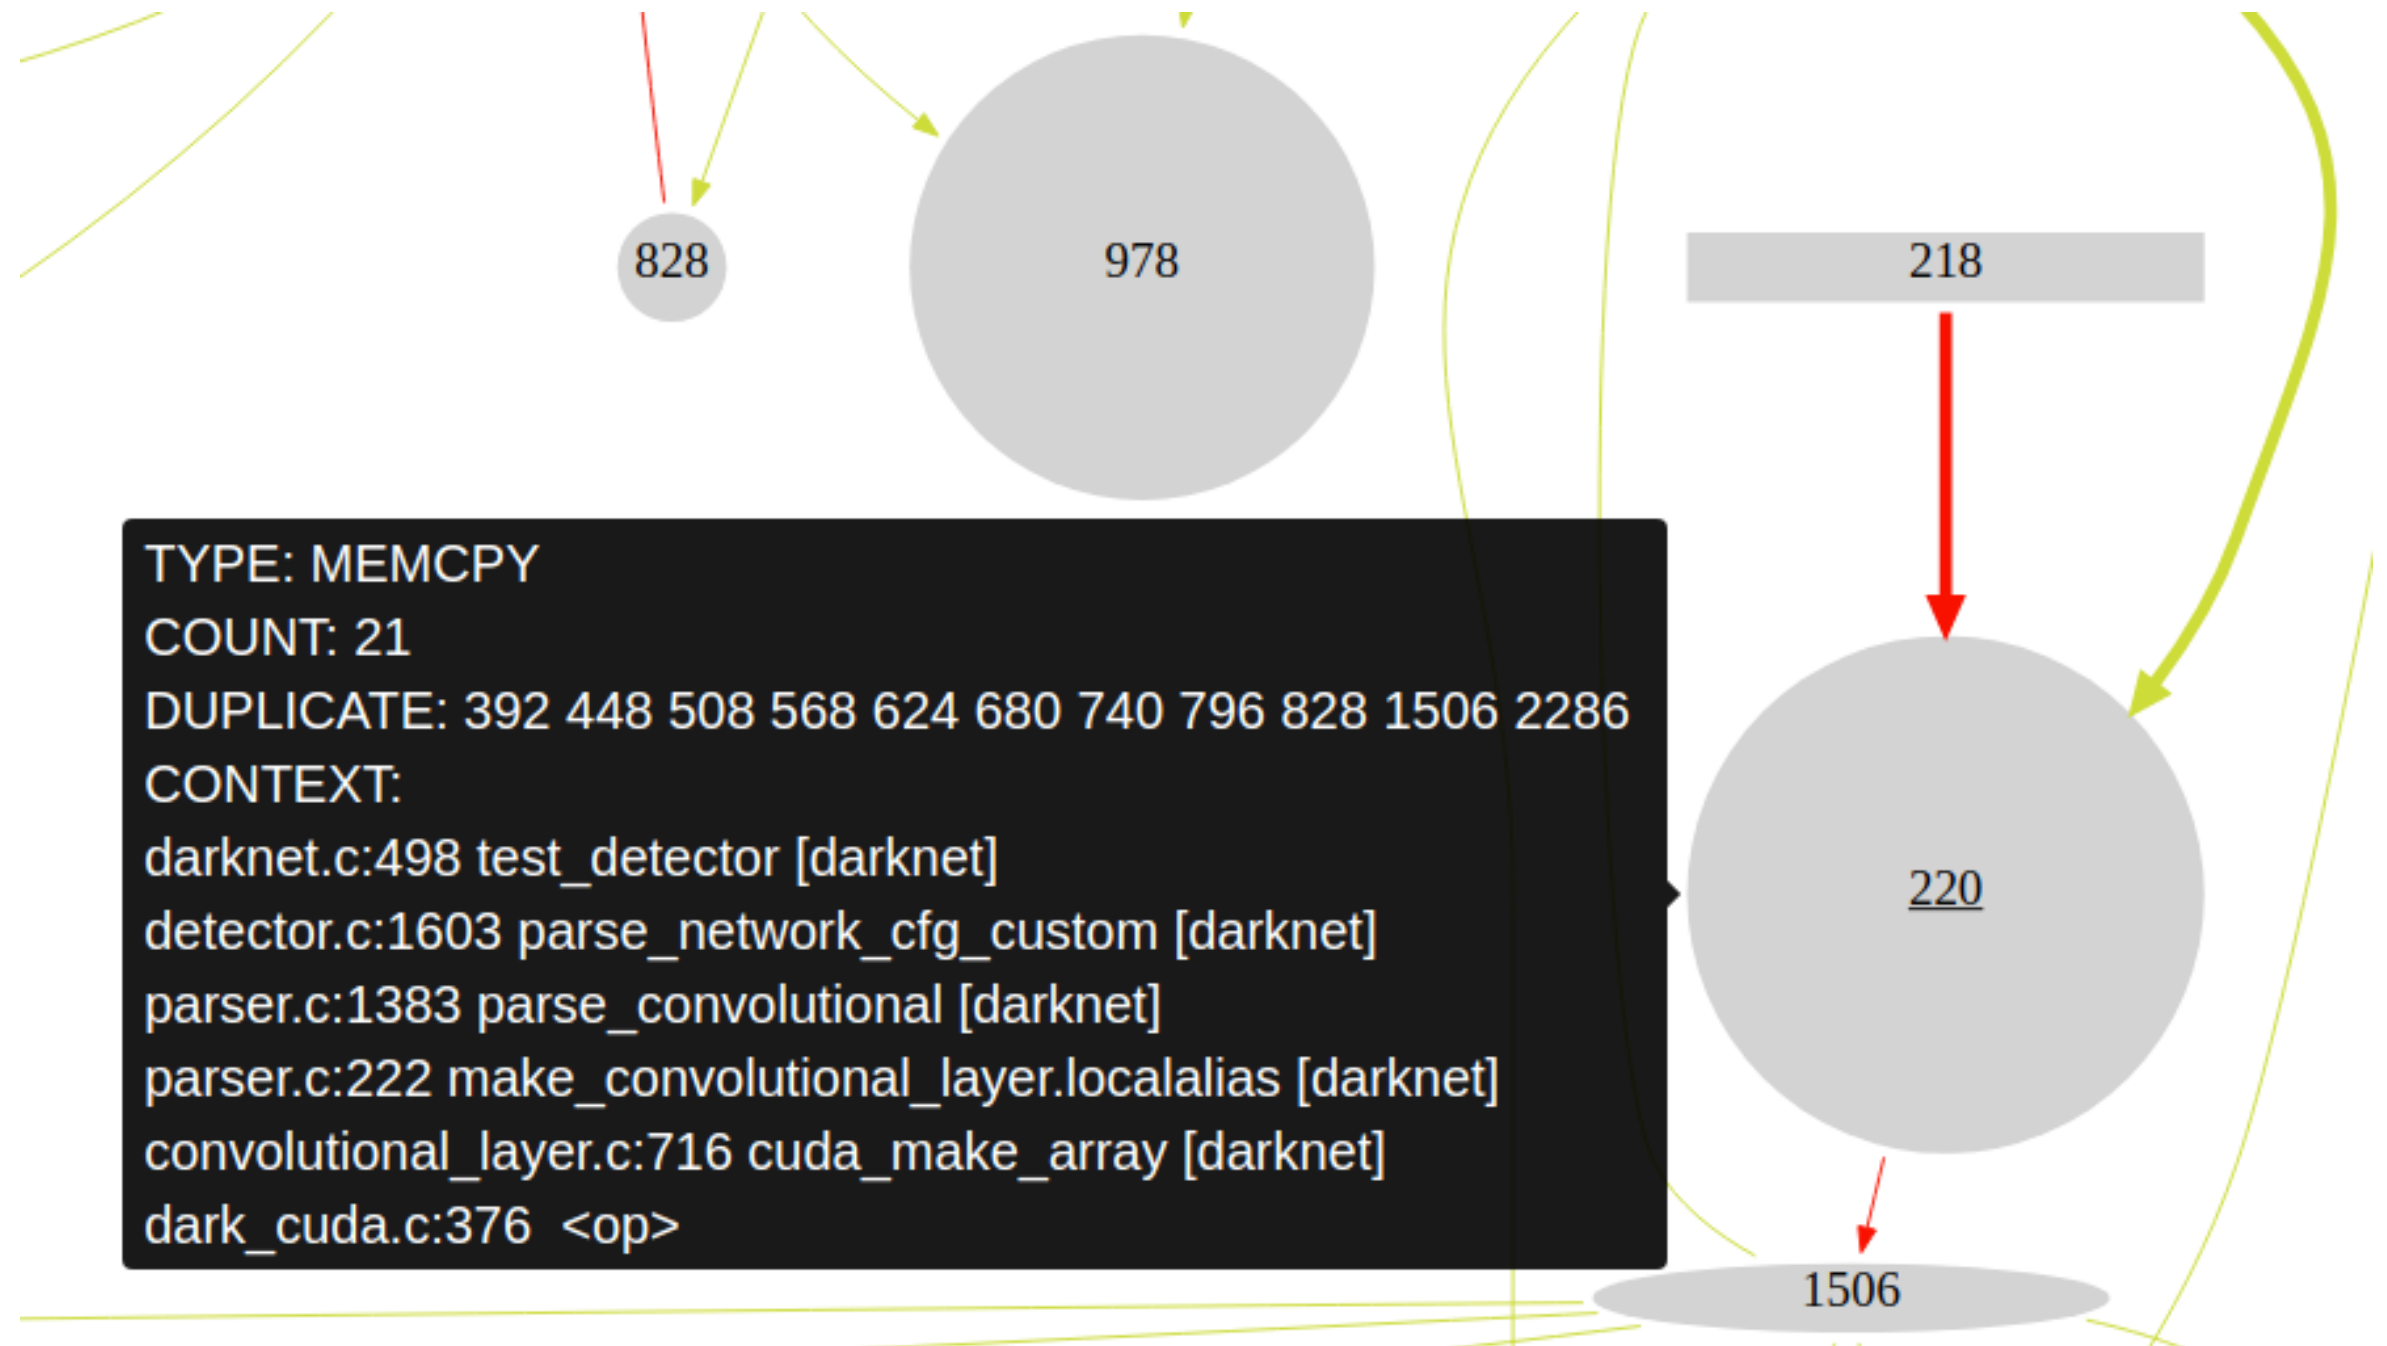 828
978
218
TYPE: MEMCPY
COUNT: 21
DUPLICATE: 392 448 508 568 624 680 740 796 828 1506 2286
CONTEXT:
darknet.c:498 test_detector [darknet]
detector.c:1603 parse_network_cfg_custom [darknet]
parser.c:1383 parse_convolutional [darknet]
parser.c:222 make_convolutional_layer.localalias [darknet]
convolutional_layer.c:716 cuda_make_array [darknet]
dark_cuda.c:376  <op>
220
1506